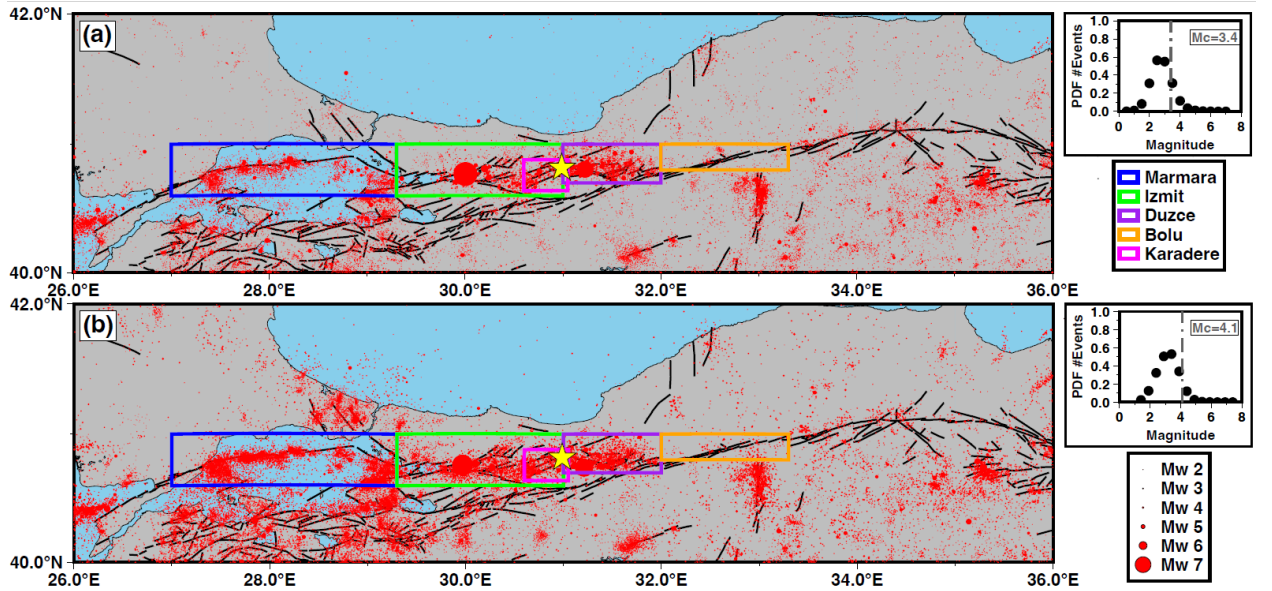 42.0°N
(a)
40.0°N
26.0°E 28.0°E 30.0°E 32.0°E 34.0°E 36.0°E
1.0
0.8
0.6
0.4
0.2
0.0
PDF #Events
Mc=3.4
0 2 4 6 8
Magnitude
Marmara
Izmit
Duzce
Bolu
Karadere
42.0°N
(b)
40.0°N
26.0°E 28.0°E 30.0°E 32.0°E 34.0°E 36.0°E
1.0
0.8
0.6
0.4
0.2
0.0
PDF #Events
Mc=4.1
0 2 4 6 8
Magnitude
Mw 2
Mw 3
Mw 4
Mw 5
Mw 6
Mw 7